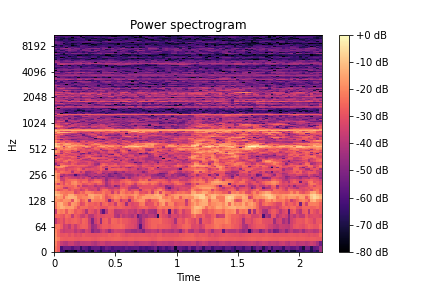 Power spectrogram
Hz
8192
4096
2048
1024
512
256
128
64
0
0
0.5
1
1.5
2
Time
+0 dB
-10 dB
-20 dB
-30 dB
-40 dB
-50 dB
-60 dB
-70 dB
-80 dB